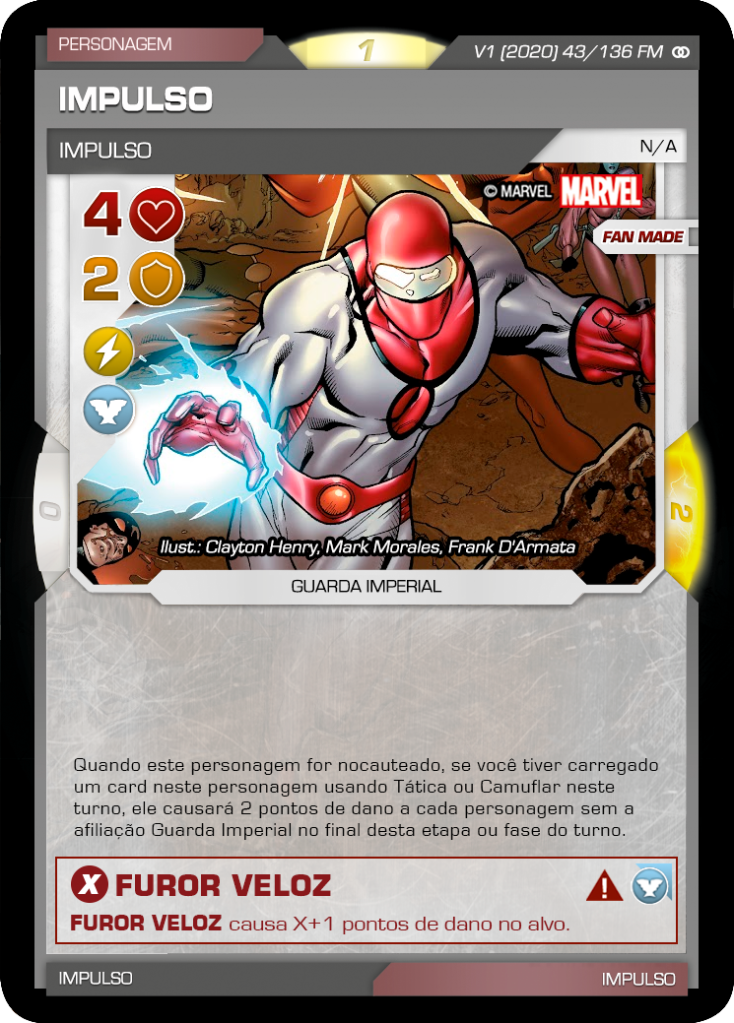 PERSONAGEM
1
V1 (2020) 43/136 FM
IMPULSO
IMPULSO
N/A
4
© MARVEL MARVEL
FAN MADE
2
0
2
Ilust.: Clayton Henry, Mark Morales, Frank D'Armata
GUARDA IMPERIAL
Quando este personagem for nocauteado, se você tiver carregado
um card neste personagem usando Tática ou Camuflar neste
turno, ele causará 2 pontos de dano a cada personagem sem a
afiliação Guarda Imperial no final desta etapa ou fase do turno.
X FUROR VELOZ
!
FUROR VELOZ causa X+1 pontos de dano no alvo.
IMPULSO
IMPULSO